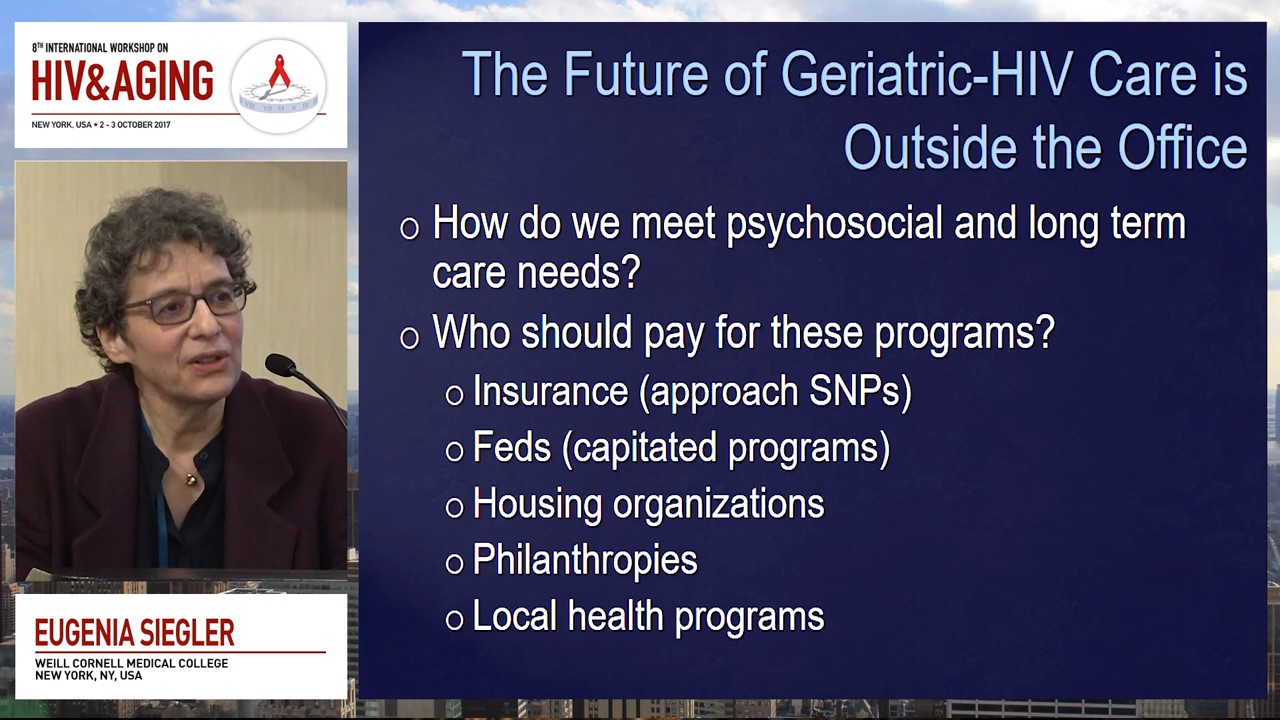 8TH INTERNATIONAL WORKSHOP ON
HIV&AGING
NEW YORK, USA • 2 - 3 OCTOBER 2017
The Future of Geriatric-HIV Care is
Outside the Office
o How do we meet psychosocial and long term
care needs?
o Who should pay for these programs?
o Insurance (approach SNPs)
o Feds (capitated programs)
o Housing organizations
o Philanthropies
o Local health programs
EUGENIA SIEGLER
WEILL CORNELL MEDICAL COLLEGE
NEW YORK, NY, USA